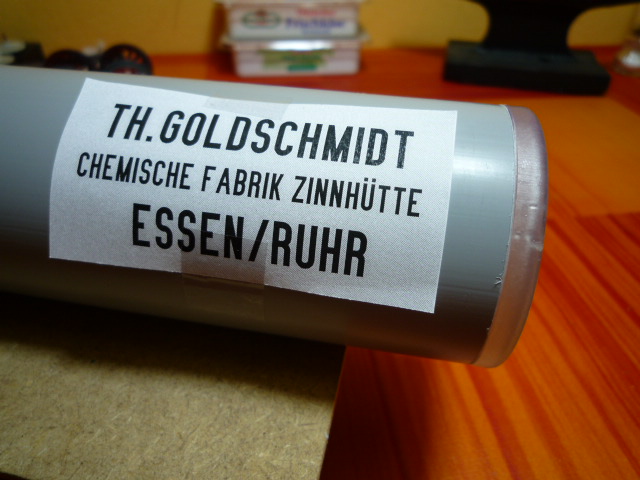 TH.GOLDSCHMIDT
CHEMISCHE FABRIK ZINNHÜTTE
ESSEN/RUHR